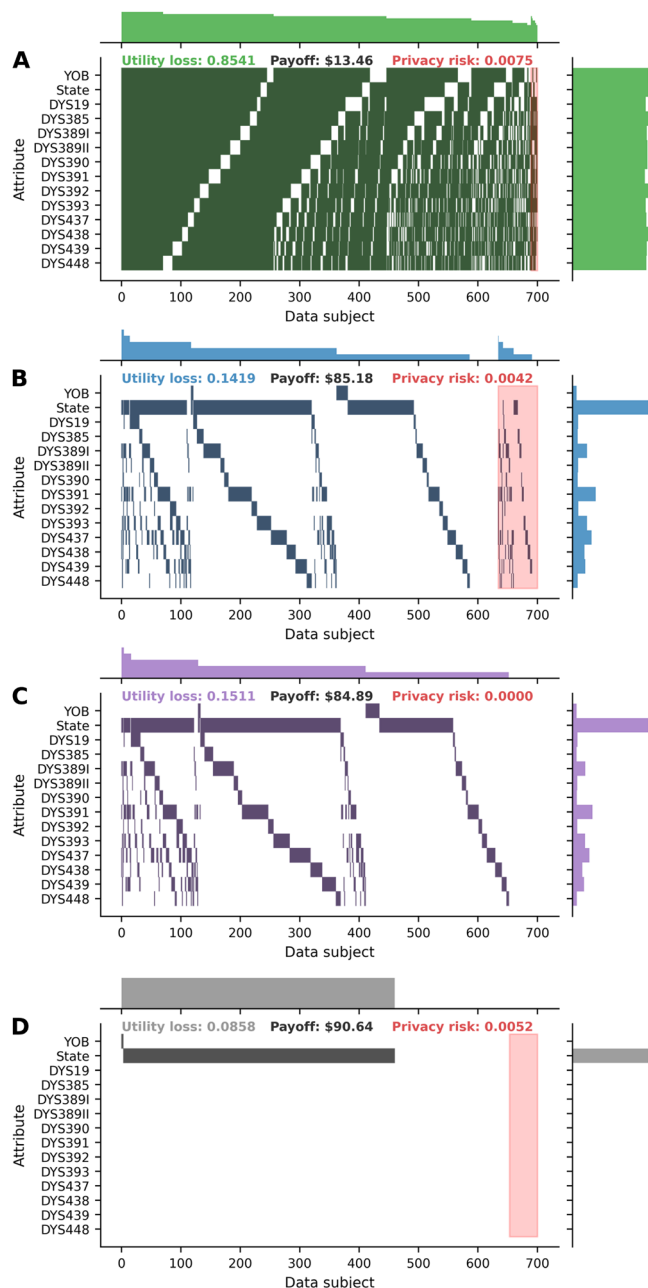 A
Utility loss: 0.8541 Payoff: $13.46 Privacy risk: 0.0075
Attribute
YOB
State
DYS19
DYS385
DYS389I
DYS389II
DYS390
DYS391
DYS392
DYS393
DYS437
DYS438
DYS439
DYS448
0 100 200 300 400 500 600 700
Data subject
B
Utility loss: 0.1419 Payoff: $85.18 Privacy risk: 0.0042
Attribute
YOB
State
DYS19
DYS385
DYS389I
DYS389II
DYS390
DYS391
DYS392
DYS393
DYS437
DYS438
DYS439
DYS448
0 100 200 300 400 500 600 700
Data subject
C
Utility loss: 0.1511 Payoff: $84.89 Privacy risk: 0.0000
Attribute
YOB
State
DYS19
DYS385
DYS389I
DYS389II
DYS390
DYS391
DYS392
DYS393
DYS437
DYS438
DYS439
DYS448
0 100 200 300 400 500 600 700
Data subject
D
Utility loss: 0.0858 Payoff: $90.64 Privacy risk: 0.0052
Attribute
YOB
State
DYS19
DYS385
DYS389I
DYS389II
DYS390
DYS391
DYS392
DYS393
DYS437
DYS438
DYS439
DYS448
0 100 200 300 400 500 600 700
Data subject